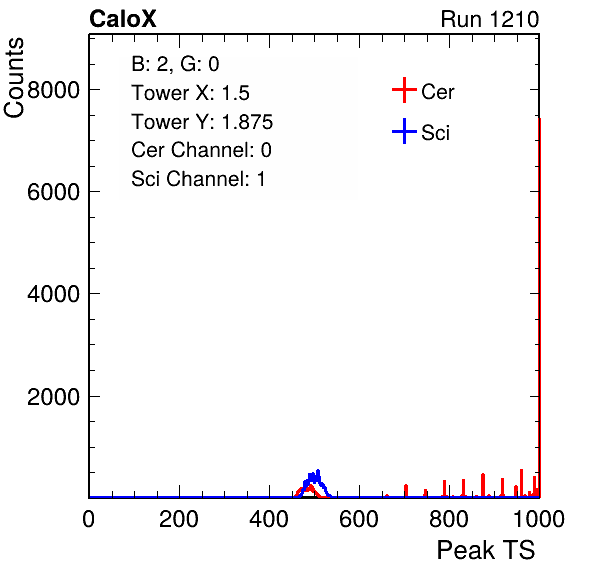 CaloX
Run 1210
Counts
B: 2, G: 0
Tower X: 1.5
Tower Y: 1.875
Cer Channel: 0
Sci Channel: 1
Cer
Sci
8000
6000
4000
2000
0 200 400 600 800 1000
Peak TS